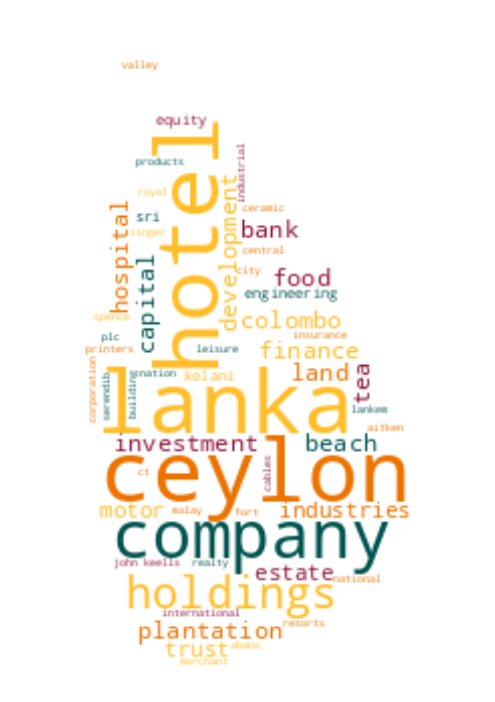 valley
equity
hotel
products
industrial
royal
development
ceramic
hospital
sri
singer
bank
central
city
capital
food
engineering
spence
colombo
plc
insurance
printers
leisure
finance
land
tea
corporation
serendib
building
nation
kelani
lanka
lankem
aitken
investment
beach
ceylon
cables
ct
motor
malay
fort
industries
company
john keells
realty
estate
national
holdings
international
resorts
plantation
trust
abans
merchant